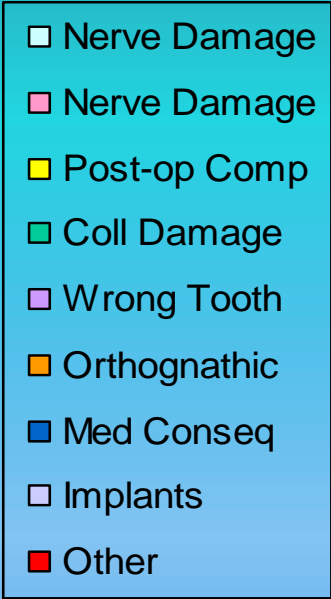 Nerve Damage
Nerve Damage
Post-op Comp
Coll Damage
Wrong Tooth
Orthognathic
Med Conseq
Implants
Other